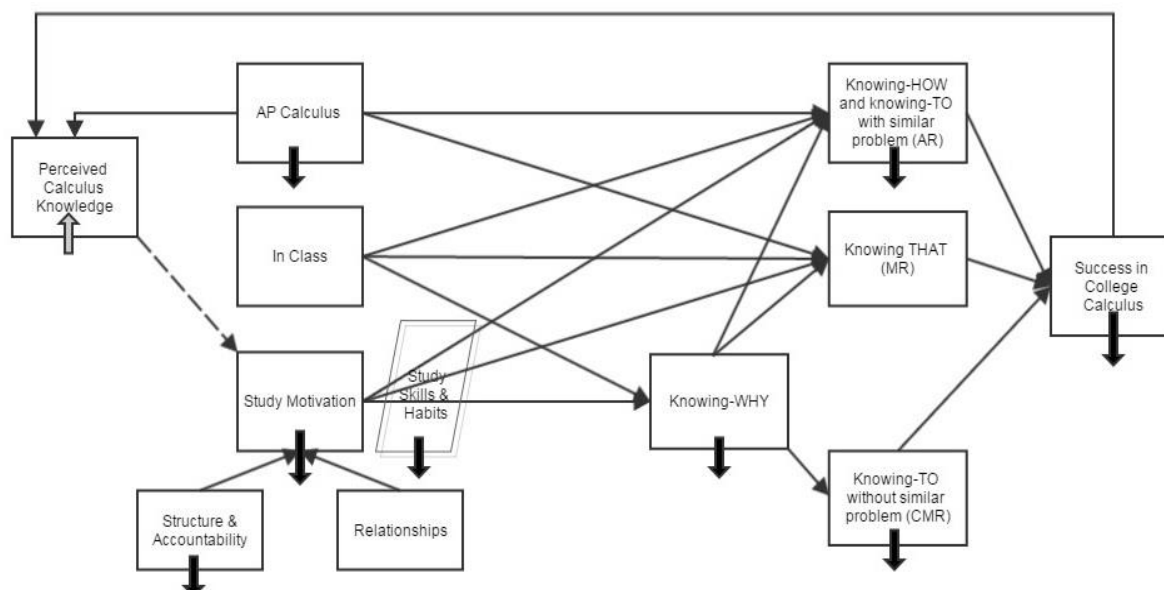 AP Calculus
Knowing-HOW
and knowing-TO
with similar
problem (AR)
Perceived
Calculus
Knowledge
In Class
Knowing THAT
(MR)
Success in
College
Calculus
Study Motivation
Study
Skills &
Habits
Knowing-WHY
Knowing-TO
without similar
problem (CMR)
Structure &
Accountability
Relationships